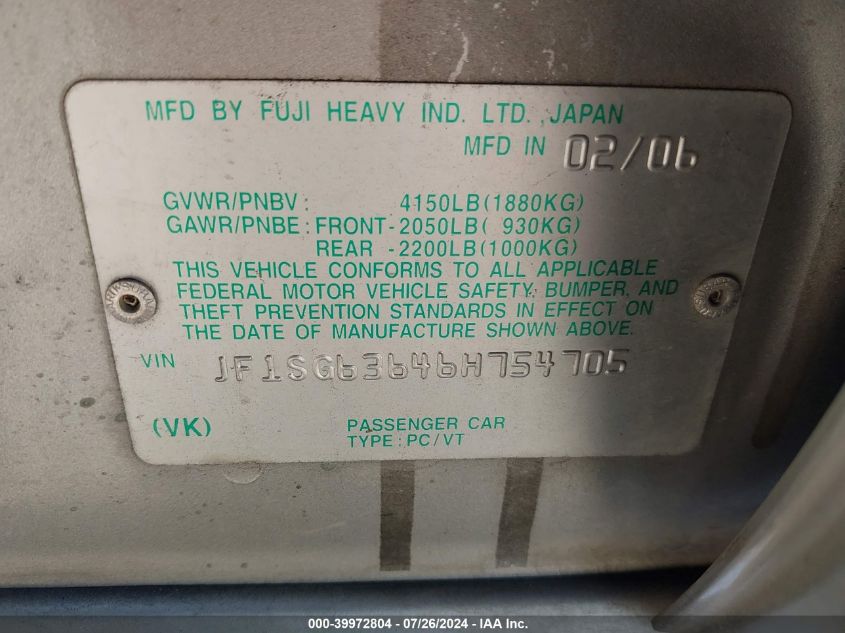 MFD BY FUJI HEAVY IND. LTD. ,JAPAN
MFD IN 02/06
GVWR/PNBV: 4150LB(1880KG)
GAWR/PNBE: FRONT-2050LB( 930KG)
REAR -2200LB(1000KG)
THIS VEHICLE CONFORMS TO ALL APPLICABLE
FEDERAL MOTOR VEHICLE SAFETY, BUMPER, AND
THEFT PREVENTION STANDARDS IN EFFECT ON
THE DATE OF MANUFACTURE SHOWN ABOVE.
VIN JF1SG63646H754705
(VK) PASSENGER CAR
TYPE: PC/VT
000-39972804 - 07/26/2024 - IAA Inc.